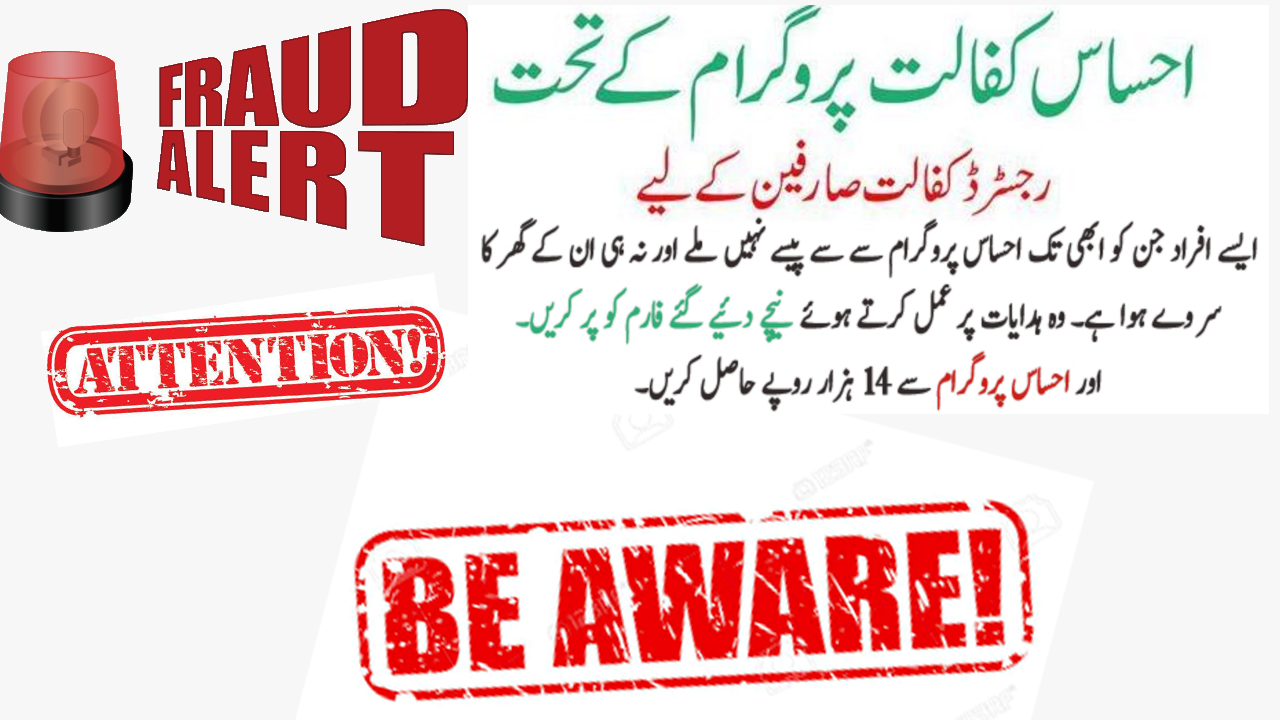 FRAUD
ALERT
احساس کفالت پروگرام کے تحت
رجسٹرڈ کفالت صارفین کے لیے
ایسے افراد جن کو ابھی تک احساس پروگرام سے سے پیسے نہیں ملے اور نہ ہی ان کے گھر کا
سروے ہوا ہے۔ وہ ہدایات پر عمل کرتے ہوئے نیچے دئیے گئے فارم کو پر کریں۔
اور احساس پروگرام سے 14 ہزار روپے حاصل کریں۔
ATTENTION!
BE AWARE!